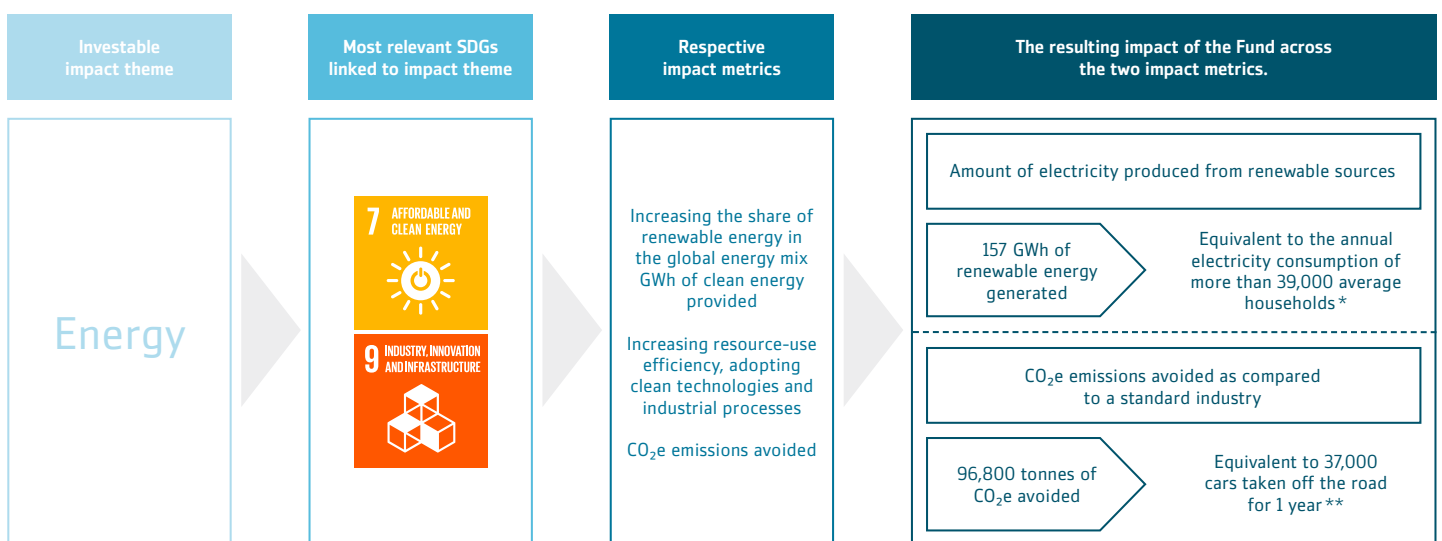 Investable
impact theme
Most relevant SDGs
linked to impact theme
Respective
impact metrics
The resulting impact of the Fund across
the two impact metrics.
Energy
7 AFFORDABLE AND
CLEAN ENERGY
9 INDUSTRY, INNOVATION
AND INFRASTRUCTURE
Increasing the share of
renewable energy in
the global energy mix
GWh of clean energy
provided
Increasing resource-use
efficiency, adopting
clean technologies and
industrial processes
CO₂e emissions avoided
Amount of electricity produced from renewable sources
157 GWh of
renewable energy
generated
Equivalent to the annual
electricity consumption of
more than 39,000 average
households *
CO₂e emissions avoided as compared
to a standard industry
96,800 tonnes of
CO₂e avoided
Equivalent to 37,000
cars taken off the road
for 1 year **